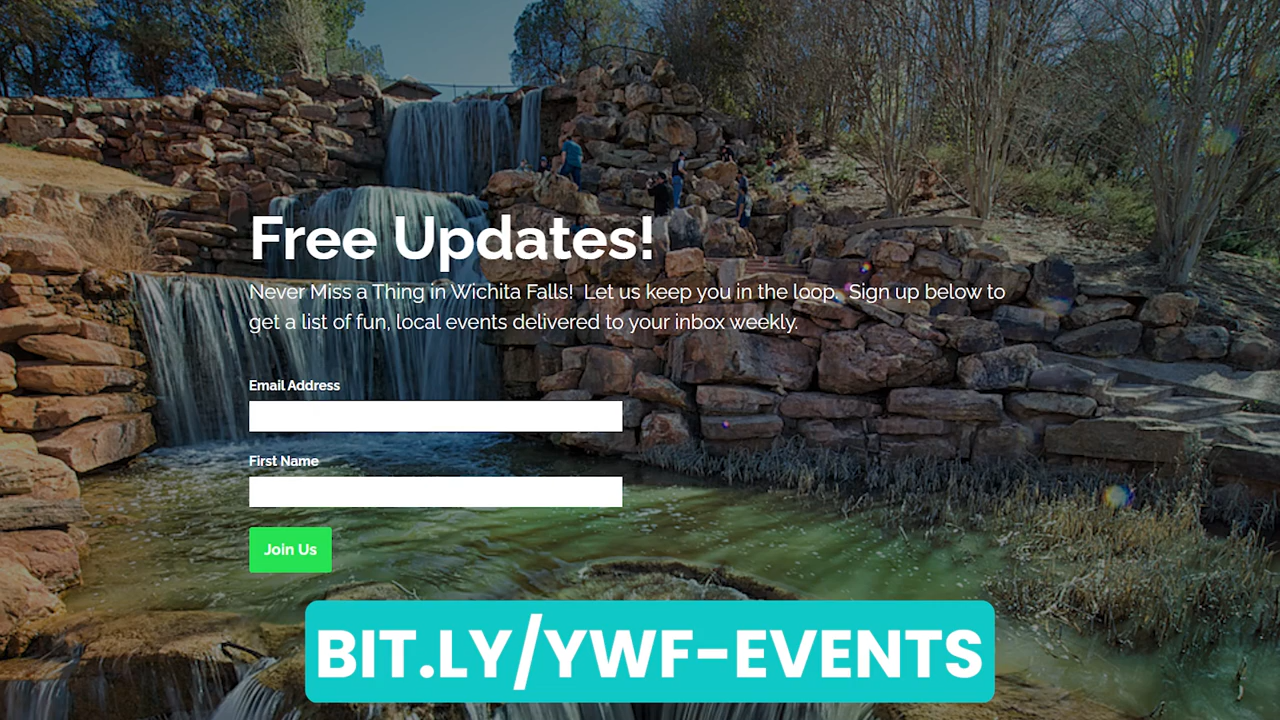 Free Updates!
Never Miss a Thing in Wichita Falls!  Let us keep you in the loop.  Sign up below to
get a list of fun, local events delivered to your inbox weekly.
Email Address
First Name
Join Us
BIT.LY/YWF-EVENTS